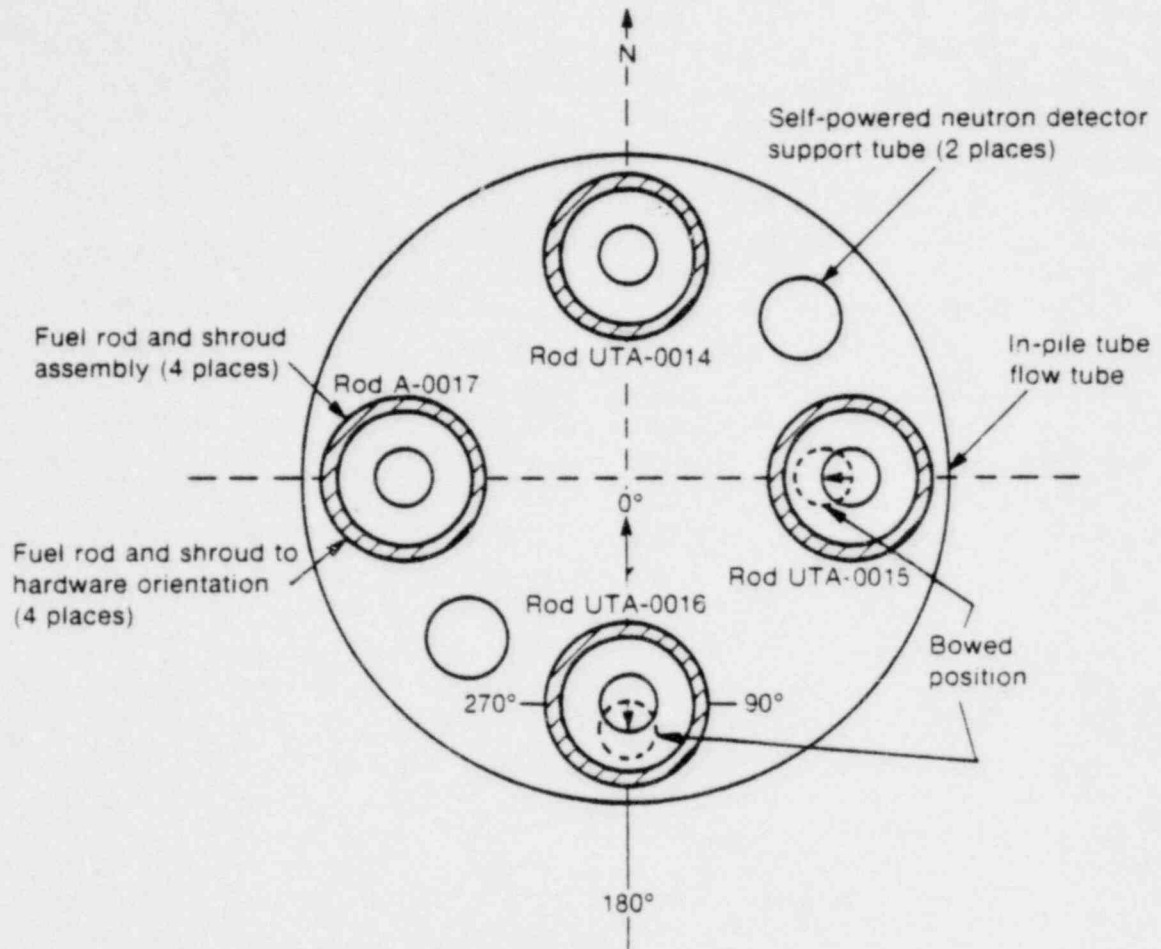 N
Self-powered neutron detector
support tube (2 places)
Fuel rod and shroud
assembly (4 places)
Rod UTA-0014
In-pile tube
flow tube
Rod A-0017
0°
Fuel rod and shroud to
hardware orientation
(4 places)
Rod UTA-0015
Rod UTA-0016
Bowed
position
270°
90°
180°